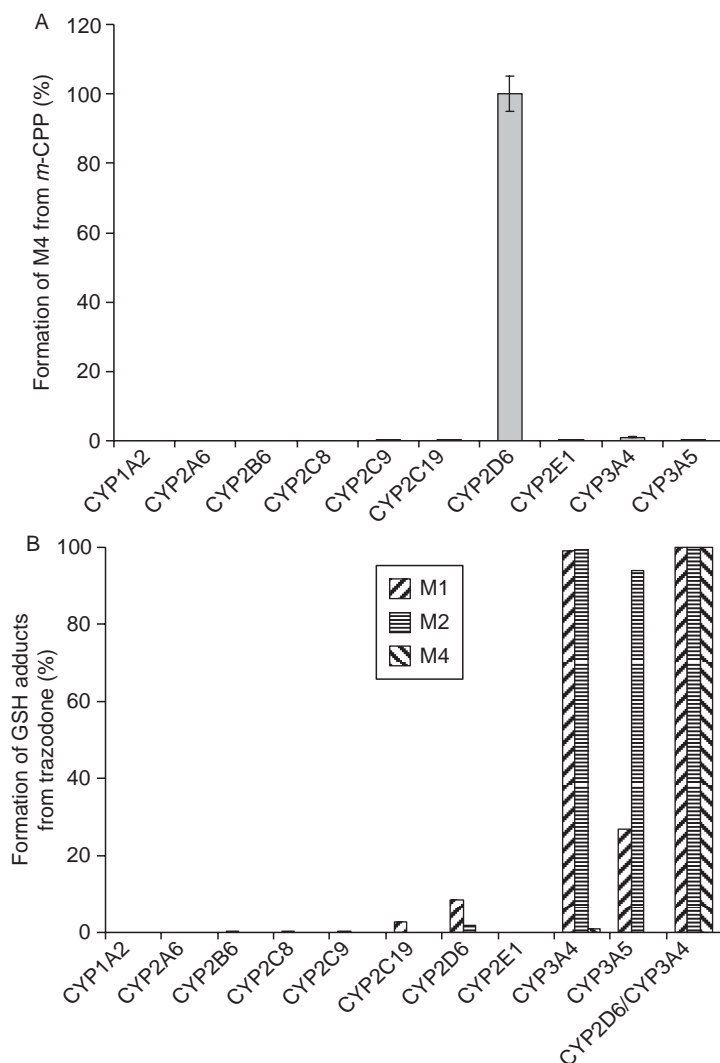 A
Formation of M4 from m-CPP (%)
120
100
80
60
40
20
0
CYP1A2
CYP2A6
CYP2B6
CYP2C8
CYP2C9
CYP2C19
CYP2D6
CYP2E1
CYP3A4
CYP3A5
B
Formation of GSH adducts
from trazodone (%)
100
80
60
40
20
0
M1
M2
M4
CYP1A2
CYP2A6
CYP2B6
CYP2C8
CYP2C9
CYP2C19
CYP2D6
CYP2E1
CYP3A4
CYP3A5
CYP2D6/CYP3A4